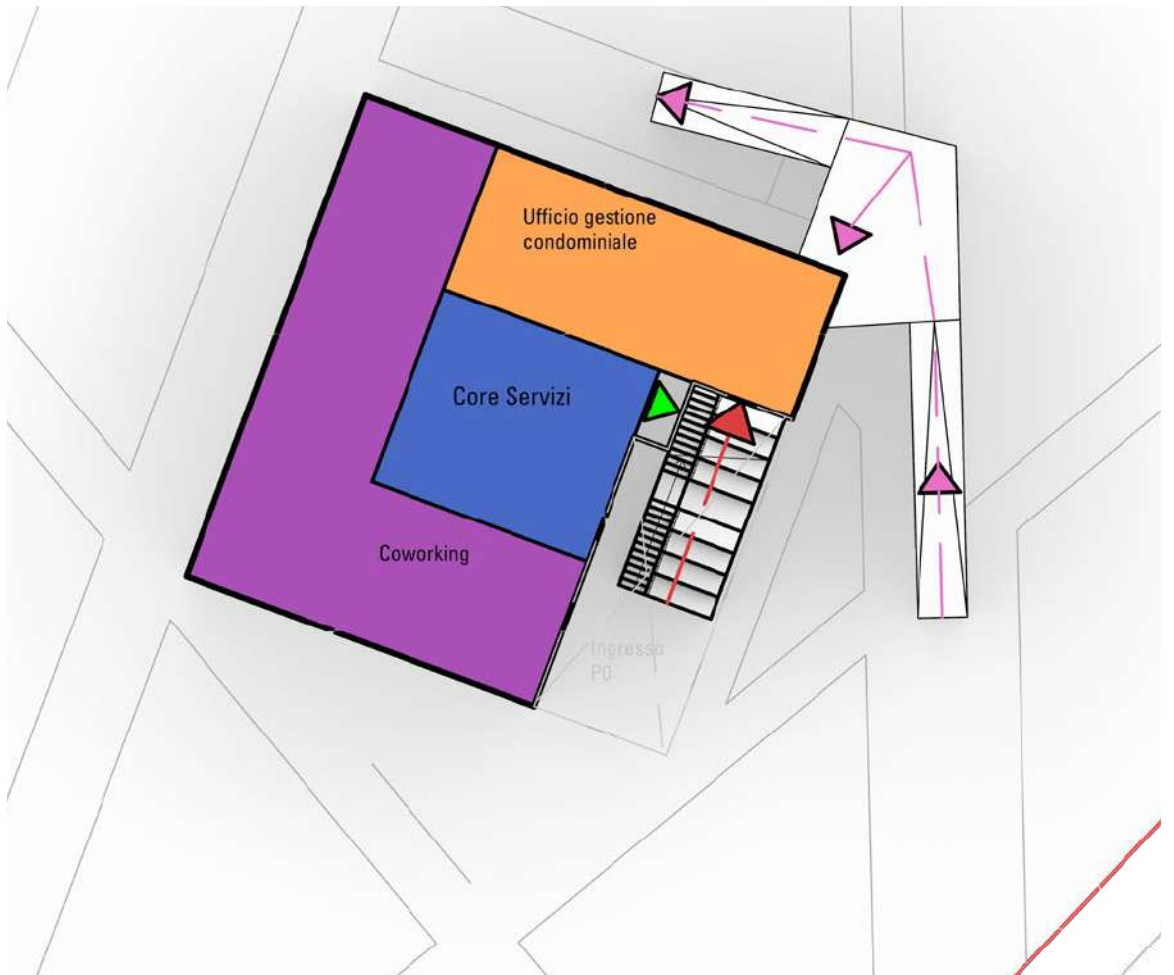 Ufficio gestione
condominiale
Core Servizi
Coworking
Ingresso
P0